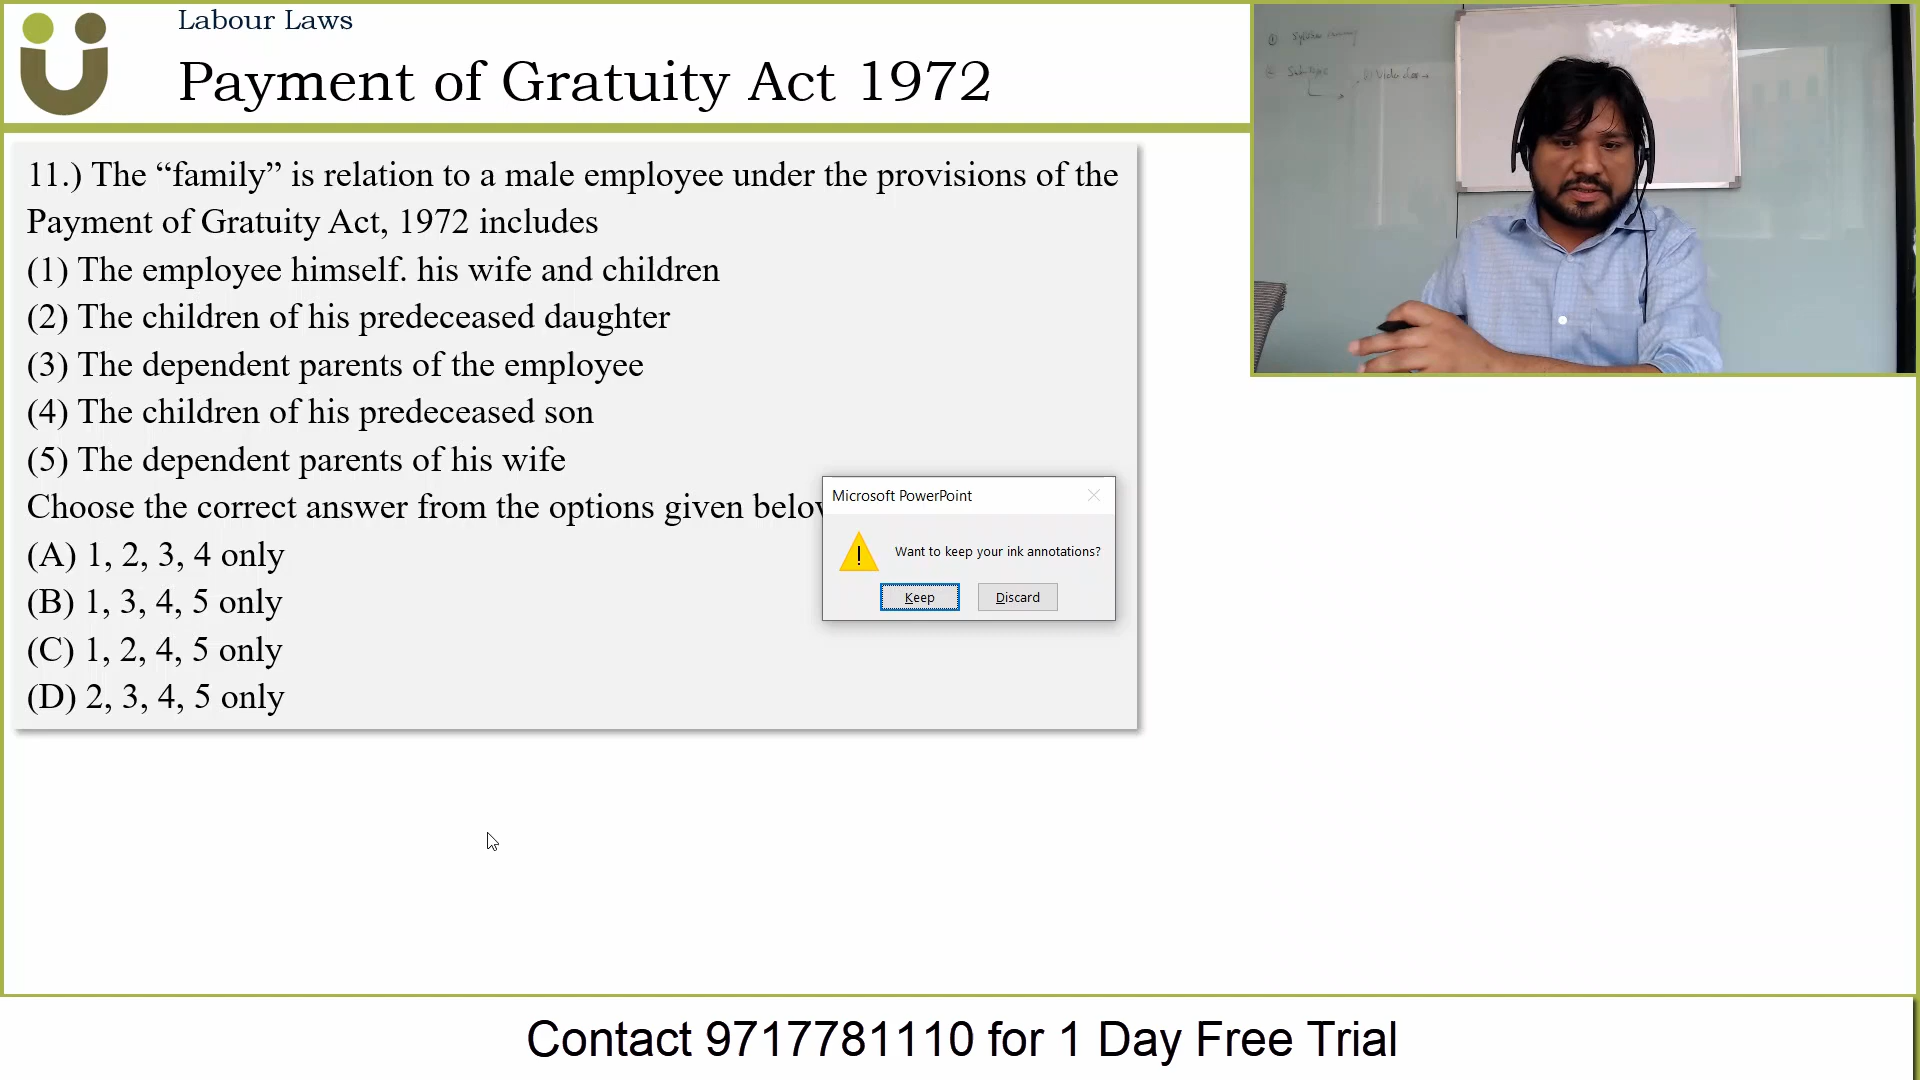 Labour Laws
Payment of Gratuity Act 1972
11.) The “family” is relation to a male employee under the provisions of the
Payment of Gratuity Act, 1972 includes
(1) The employee himself. his wife and children
(2) The children of his predeceased daughter
(3) The dependent parents of the employee
(4) The children of his predeceased son
(5) The dependent parents of his wife
Choose the correct answer from the options given
(A) 1, 2, 3, 4 only
(B) 1, 3, 4, 5 only
(C) 1, 2, 4, 5 only
(D) 2, 3, 4, 5 only
Microsoft PowerPoint
Want to keep your ink annotations?
Keep
Discard
Contact 9717781110 for 1 Day Free Trial